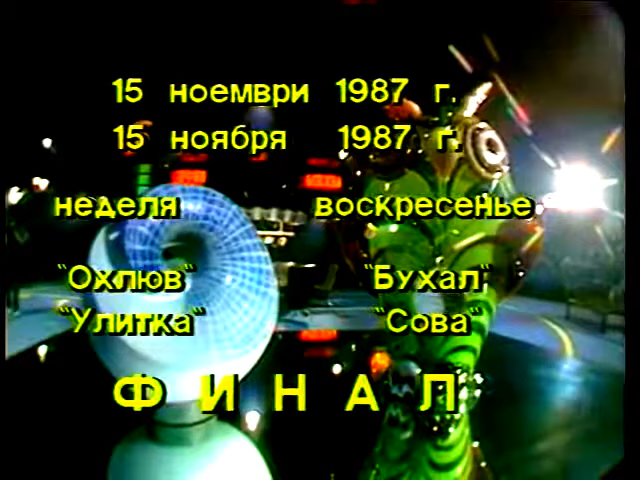 15 ноември 1987 г.
15 ноября 1987 г.
неделя воскресенье
"Охлюв" "Бухал"
"Улитка" "Сова"
ФИНАЛ